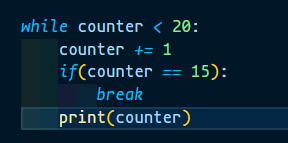 while counter < 20:
    counter += 1
    if(counter == 15):
        break
    print(counter)